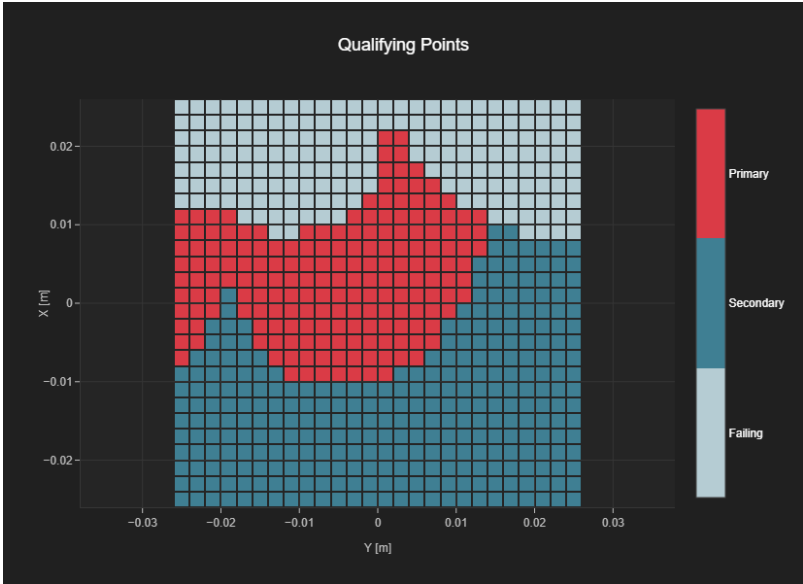 Qualifying Points
0.02
0.01
0
−0.01
−0.02
X [m]
−0.03
−0.02
−0.01
0
0.01
0.02
0.03
Y [m]
Primary
Secondary
Failing